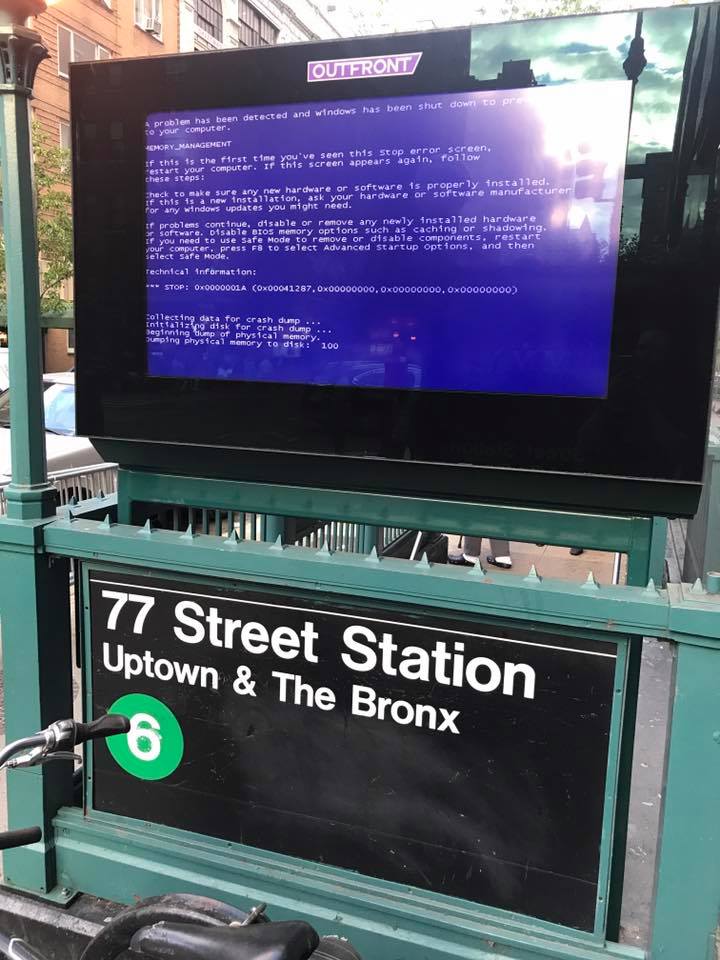 OUTFRONT
A problem has been detected and windows has been shut down to
to your computer.
MEMORY_MANAGEMENT
If this is the first time you've seen this Stop error screen,
restart your computer. If this screen appears again, follow
these steps:
Check to make sure any new hardware or software is properly installed.
If this is a new installation, ask your hardware or software manufacturer
for any Windows updates you might need.
If problems continue, disable or remove any newly installed hardware
or software. Disable BIOS memory options such as caching or shadowing.
If you need to use Safe Mode to remove or disable components, restart
your computer, press F8 to select Advanced Startup Options, and then
select Safe Mode.
Technical information:
*** STOP: 0x0000001A (0x00041287,0x00000000,0x00000000,0x00000000)
Collecting data for crash dump ...
Initializing disk for crash dump ...
Beginning dump of physical memory.
Dumping physical memory to disk: 100
77 Street Station
Uptown & The Bronx
6